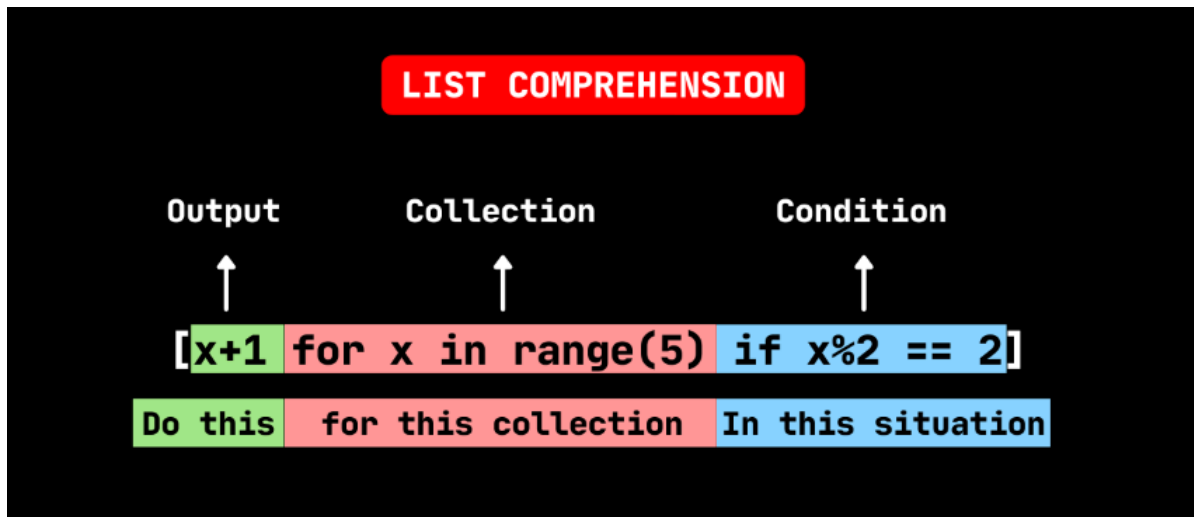 LIST COMPREHENSION
Output Collection Condition
[x+1 for x in range(5) if x%2 == 2]
Do this for this collection In this situation